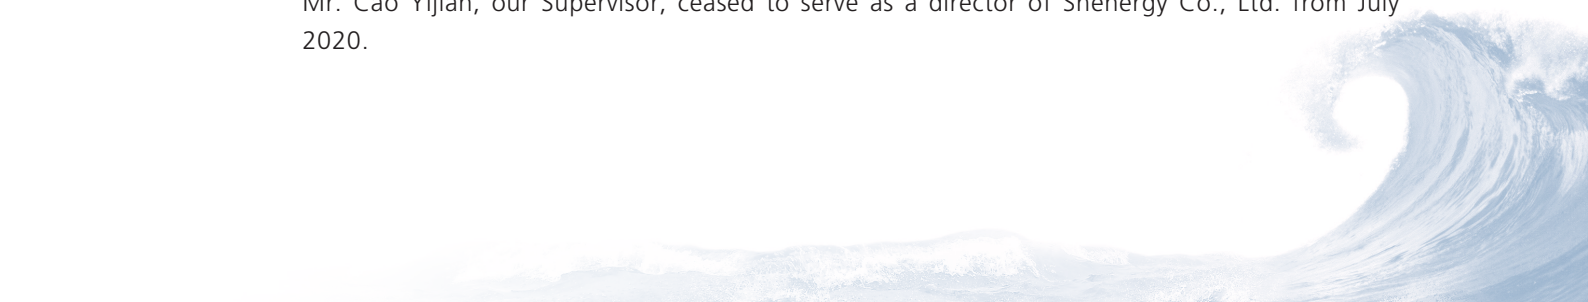 Mr. Cao Yijian, our Supervisor, ceased to serve as a director of Shenergy Co., Ltd. from July
2020.